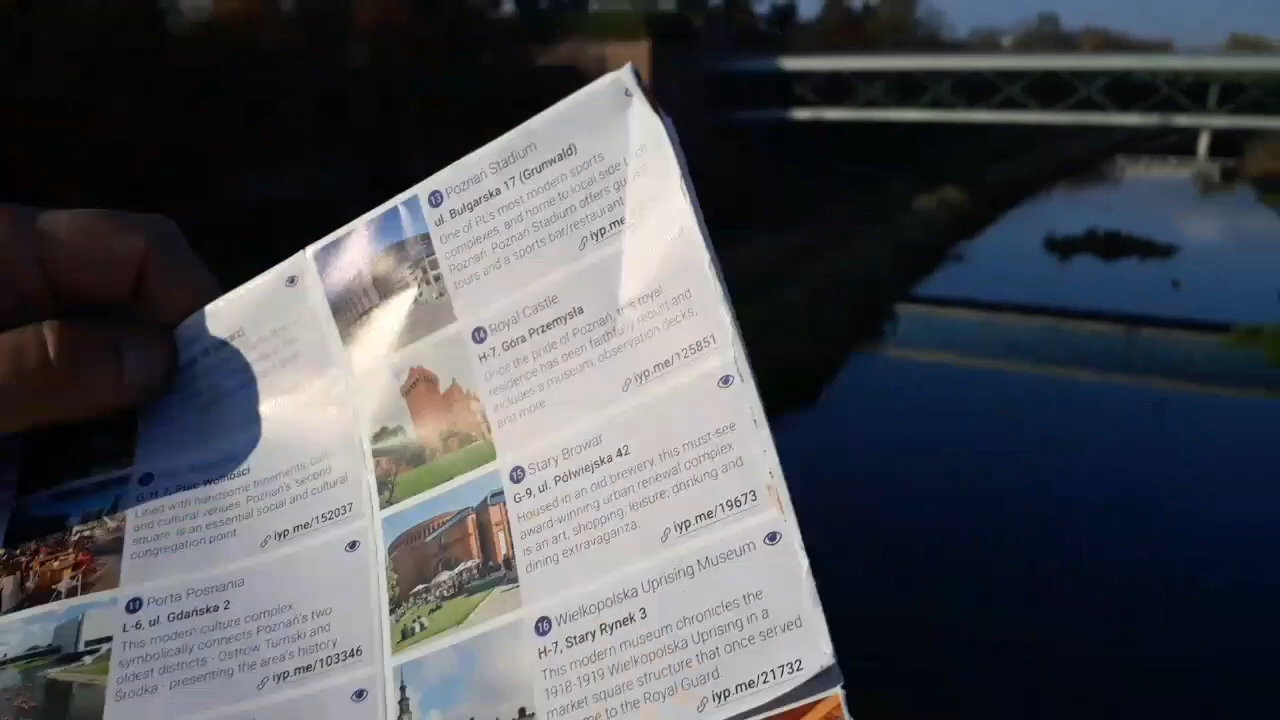 G/H-7, Plac Wolności
Lined with handsome tenements, Cafi
and cultural venues, Poznań's second
square, is an essential social and cultural
congregation point.
iyp.me/152037
11 Porta Posnania
L-6, ul. Gdańska 2
This modern culture complex
symbolically connects Poznań's two
oldest districts - Ostrów Tumski and
Śródka - presenting the area's history
iyp.me/103346
13 Poznań Stadium
ul. Bułgarska 17 (Grunwald)
One of PL's most modern sports
complexes, and home to local side
Poznań, Poznań Stadium offers
tours and a sports bar/restaurant.
iyp.me
14 Royal Castle
H-7, Góra Przemysła
Once the pride of Poznań, this royal
residence has been faithfully rebuilt and
includes a museum, observation decks,
and more
iyp.me/125851
15 Stary Browar
G-9, ul. Półwiejska 42
Housed in an old brewery, this must-see
award-winning urban renewal complex
is an art, shopping, leisure, drinking and
dining extravaganza.
iyp.me/19673
16 Wielkopolska Uprising Museum
H-7, Stary Rynek 3
This modern museum chronicles the
1918-1919 Wielkopolska Uprising in a
market square structure that once served
to the Royal Guard.
iyp.me/21732